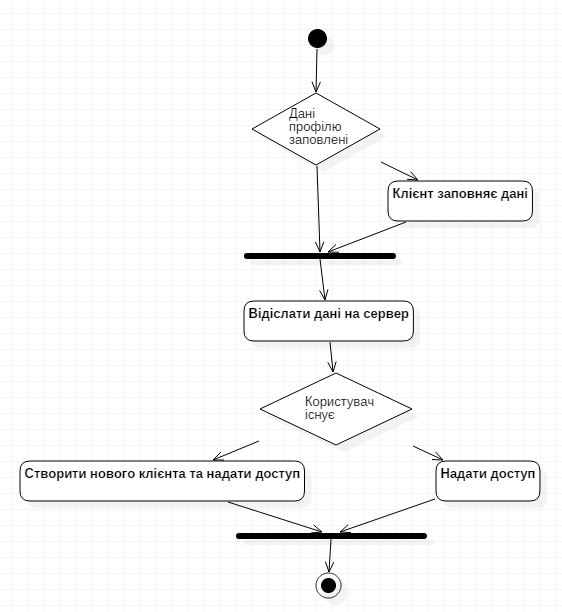 Дані
профілю
заповлені
Клієнт заповняє дані
Відіслати дані на сервер
Користувач
існує
Створити нового клієнта та надати доступ
Надати доступ